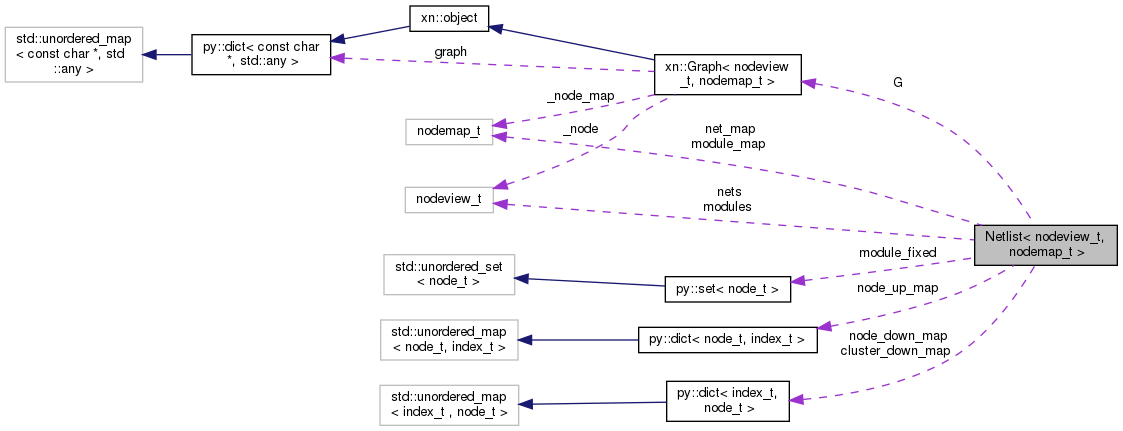 xn::object
std::unordered_map
< const char *, std
::any >
py::dict< const char
*, std::any >
graph
xn::Graph< nodeview
_t, nodemap_t >
G
_node_map
nodemap_t
_node
net_map
module_map
nodeview_t
nets
modules
Netlist< nodeview_t,
nodemap_t >
module_fixed
std::unordered_set
< node_t >
py::set< node_t >
node_up_map
std::unordered_map
< node_t, index_t >
py::dict< node_t, index_t >
node_down_map
cluster_down_map
std::unordered_map
< index_t , node_t >
py::dict< index_t,
node_t >